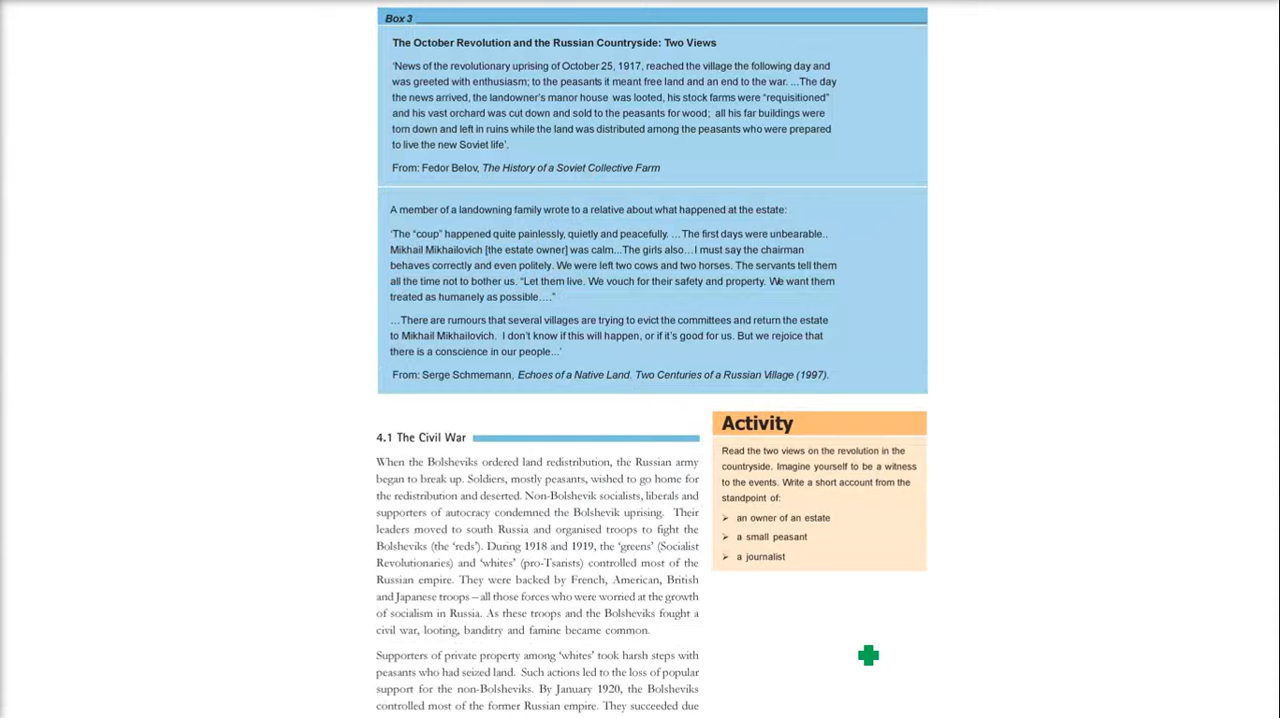 Box 3
The October Revolution and the Russian Countryside: Two Views
‘News of the revolutionary uprising of October 25, 1917, reached the village the following day and
was greeted with enthusiasm; to the peasants it meant free land and an end to the war. ...The day
the news arrived, the landowner’s manor house was looted, his stock farms were “requisitioned”
and his vast orchard was cut down and sold to the peasants for wood; all his far buildings were
torn down and left in ruins while the land was distributed among the peasants who were prepared
to live the new Soviet life’.
From: Fedor Belov, The History of a Soviet Collective Farm
A member of a landowning family wrote to a relative about what happened at the estate:
‘The “coup” happened quite painlessly, quietly and peacefully. …The first days were unbearable..
Mikhail Mikhailovich [the estate owner] was calm...The girls also…I must say the chairman
behaves correctly and even politely. We were left two cows and two horses. The servants tell them
all the time not to bother us. “Let them live. We vouch for their safety and property. We want them
treated as humanely as possible….”
…There are rumours that several villages are trying to evict the committees and return the estate
to Mikhail Mikhailovich. I don’t know if this will happen, or if it’s good for us. But we rejoice that
there is a conscience in our people...’
From: Serge Schmemann, Echoes of a Native Land. Two Centuries of a Russian Village (1997).
4.1 The Civil War
When the Bolsheviks ordered land redistribution, the Russian army
began to break up. Soldiers, mostly peasants, wished to go home for
the redistribution and deserted. Non-Bolshevik socialists, liberals and
supporters of autocracy condemned the Bolshevik uprising. Their
leaders moved to south Russia and organised troops to fight the
Bolsheviks (the ‘reds’). During 1918 and 1919, the ‘greens’ (Socialist
Revolutionaries) and ‘whites’ (pro-Tsarists) controlled most of the
Russian empire. They were backed by French, American, British
and Japanese troops – all those forces who were worried at the growth
of socialism in Russia. As these troops and the Bolsheviks fought a
civil war, looting, banditry and famine became common.
Supporters of private property among ‘whites’ took harsh steps with
peasants who had seized land. Such actions led to the loss of popular
support for the non-Bolsheviks. By January 1920, the Bolsheviks
controlled most of the former Russian empire. They succeeded due
Activity
Read the two views on the revolution in the
countryside. Imagine yourself to be a witness
to the events. Write a short account from the
standpoint of:
➢ an owner of an estate
➢ a small peasant
➢ a journalist